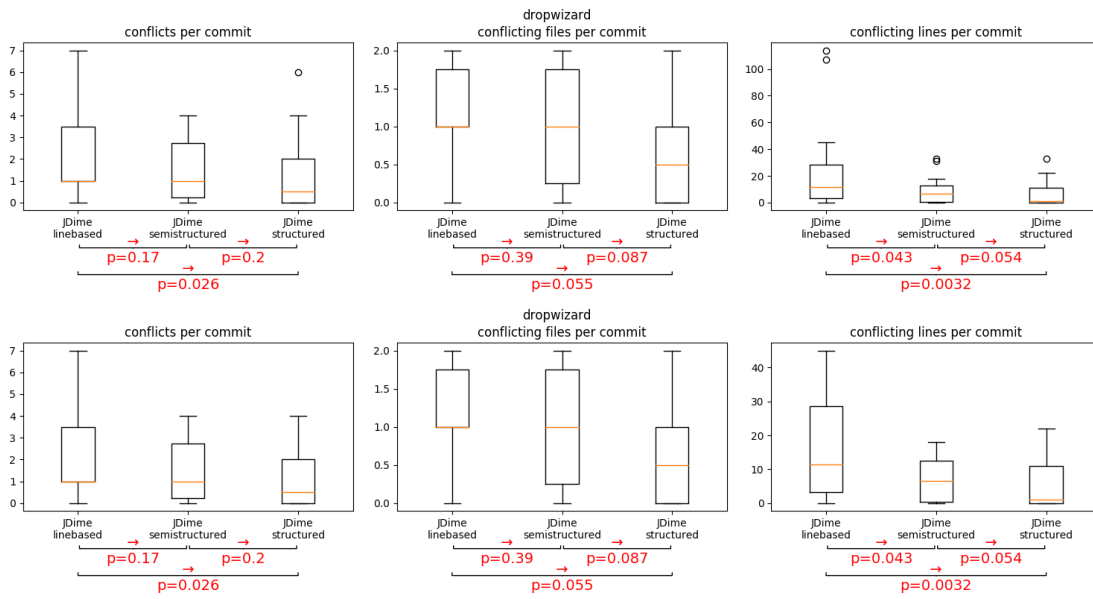 dropwizard
conflicts per commit
7
6
5
4
3
2
1
0
JDime
linebased
JDime
semistructured
JDime
structured
→
→
p=0.17
p=0.2
→
p=0.026
conflicting files per commit
2.0
1.5
1.0
0.5
0.0
JDime
linebased
JDime
semistructured
JDime
structured
→
→
p=0.39
p=0.087
→
p=0.055
conflicting lines per commit
100
80
60
40
20
0
JDime
linebased
JDime
semistructured
JDime
structured
→
→
p=0.043
p=0.054
→
p=0.0032
dropwizard
conflicts per commit
7
6
5
4
3
2
1
0
JDime
linebased
JDime
semistructured
JDime
structured
→
→
p=0.17
p=0.2
→
p=0.026
conflicting files per commit
2.0
1.5
1.0
0.5
0.0
JDime
linebased
JDime
semistructured
JDime
structured
→
→
p=0.39
p=0.087
→
p=0.055
conflicting lines per commit
40
30
20
10
0
JDime
linebased
JDime
semistructured
JDime
structured
→
→
p=0.043
p=0.054
→
p=0.0032